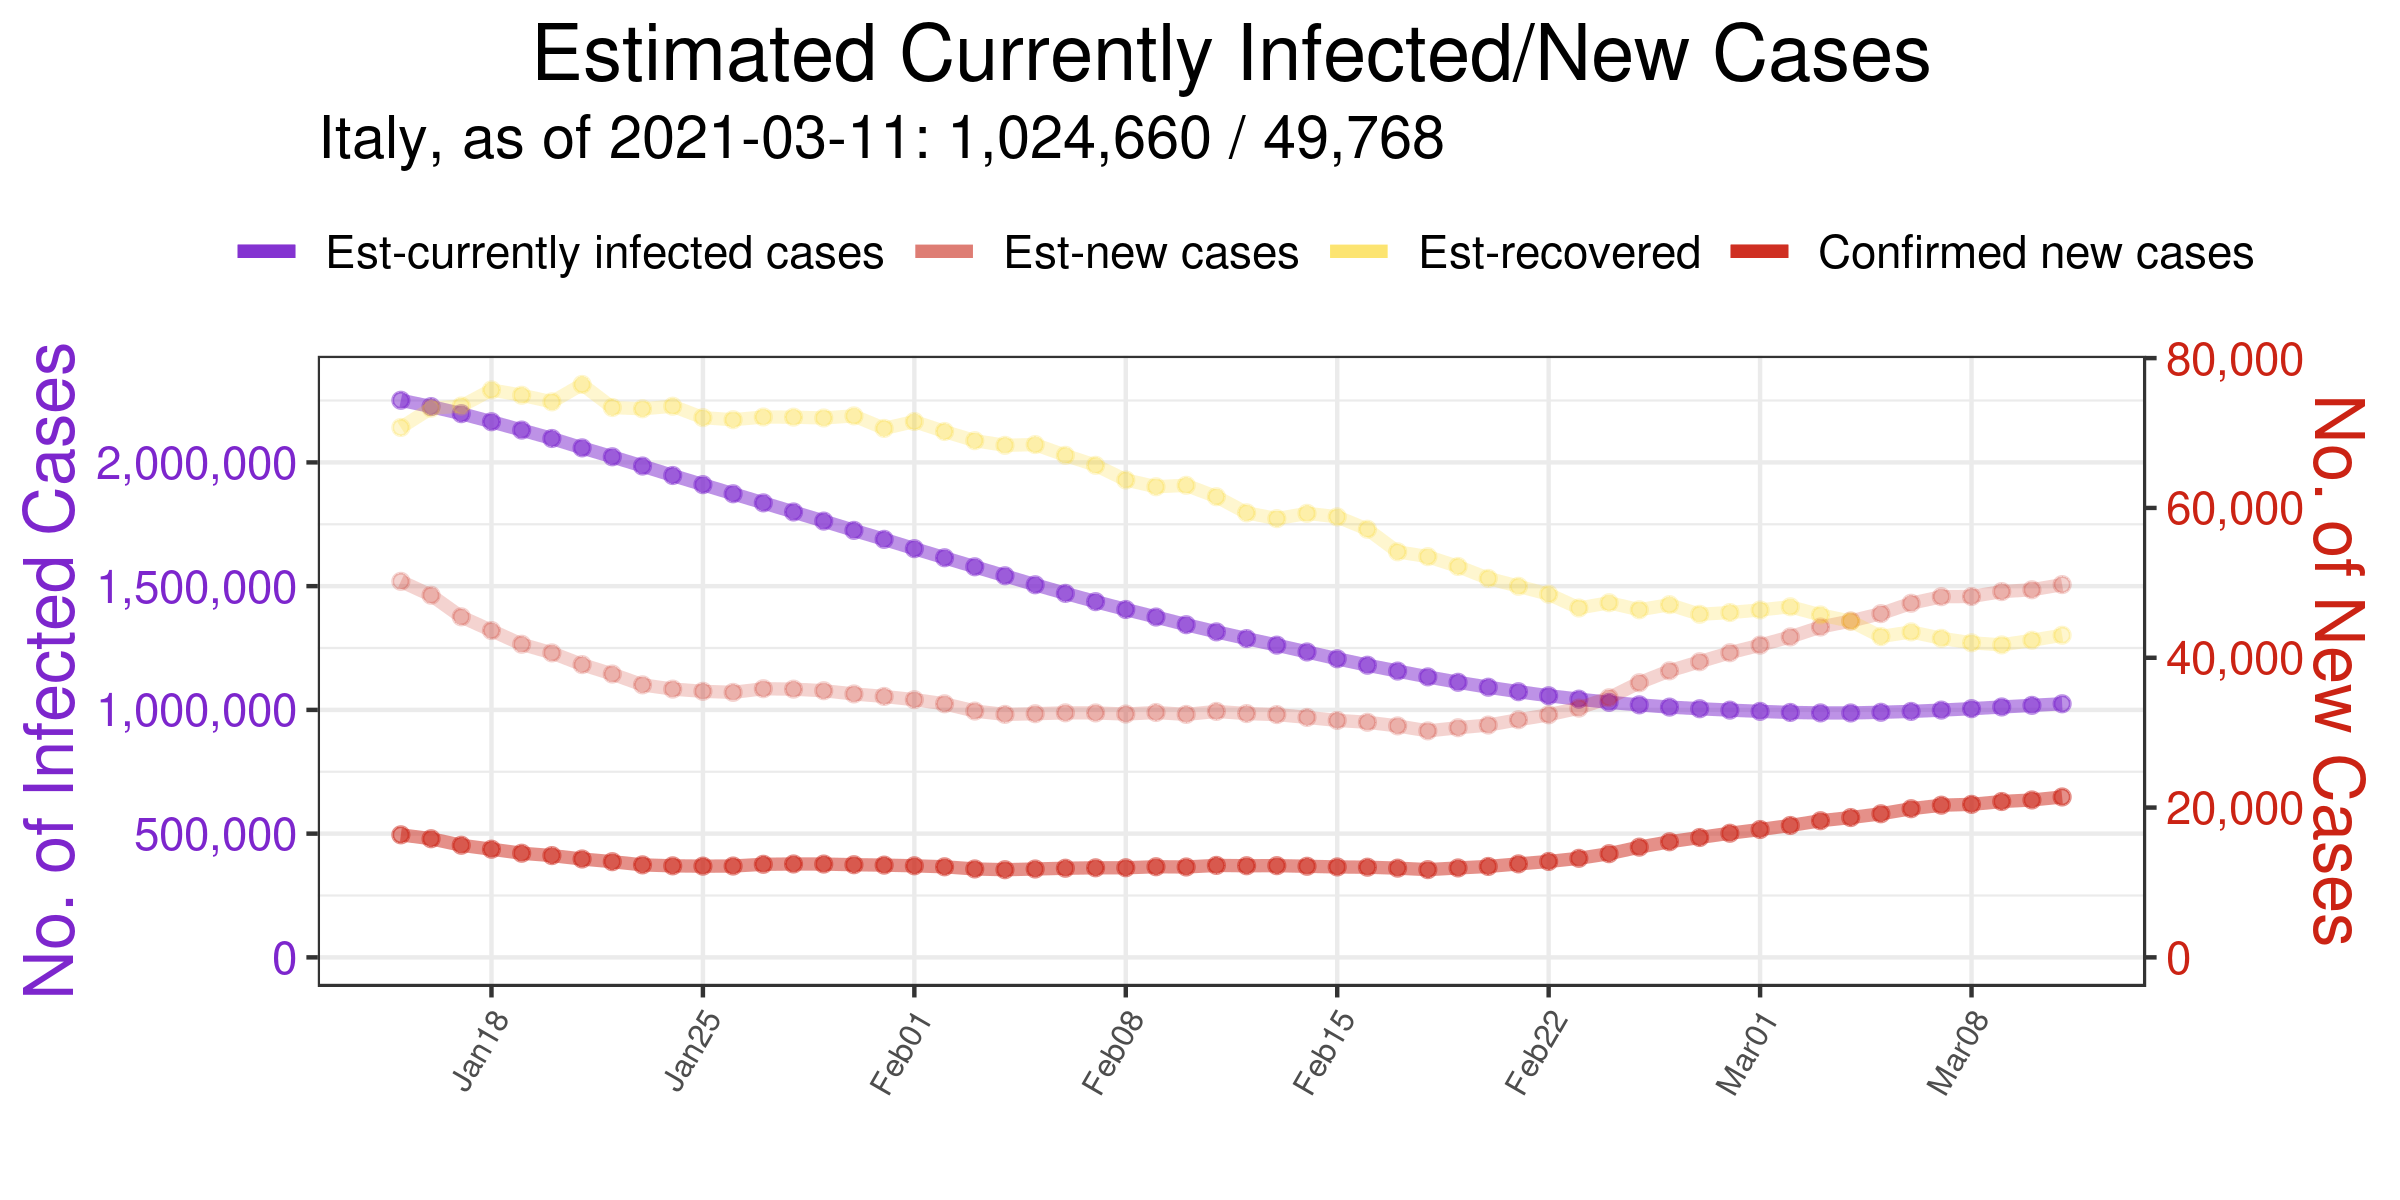 Estimated Currently Infected/New Cases
Italy, as of 2021-03-11: 1,024,660 / 49,768
Est-currently infected cases Est-new cases Est-recovered Confirmed new cases
No. of Infected Cases
2,000,000
1,500,000
1,000,000
500,000
0
80,000
60,000
40,000
20,000
0
No. of New Cases
Jan18 Jan25 Feb01 Feb08 Feb15 Feb22 Mar01 Mar08